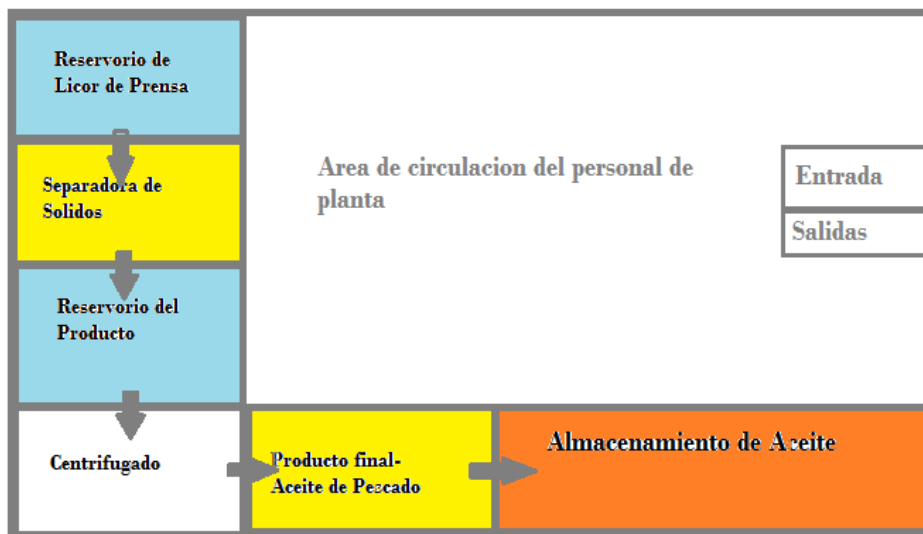 Reservorio de
Licor de Prensa
Separadora de
Solidos
Reservorio del
Producto
Centrifugado
Producto final-
Aceite de Pescado
Almacenamiento de Aceite
Area de circulacion del personal de
planta
Entrada
Salidas